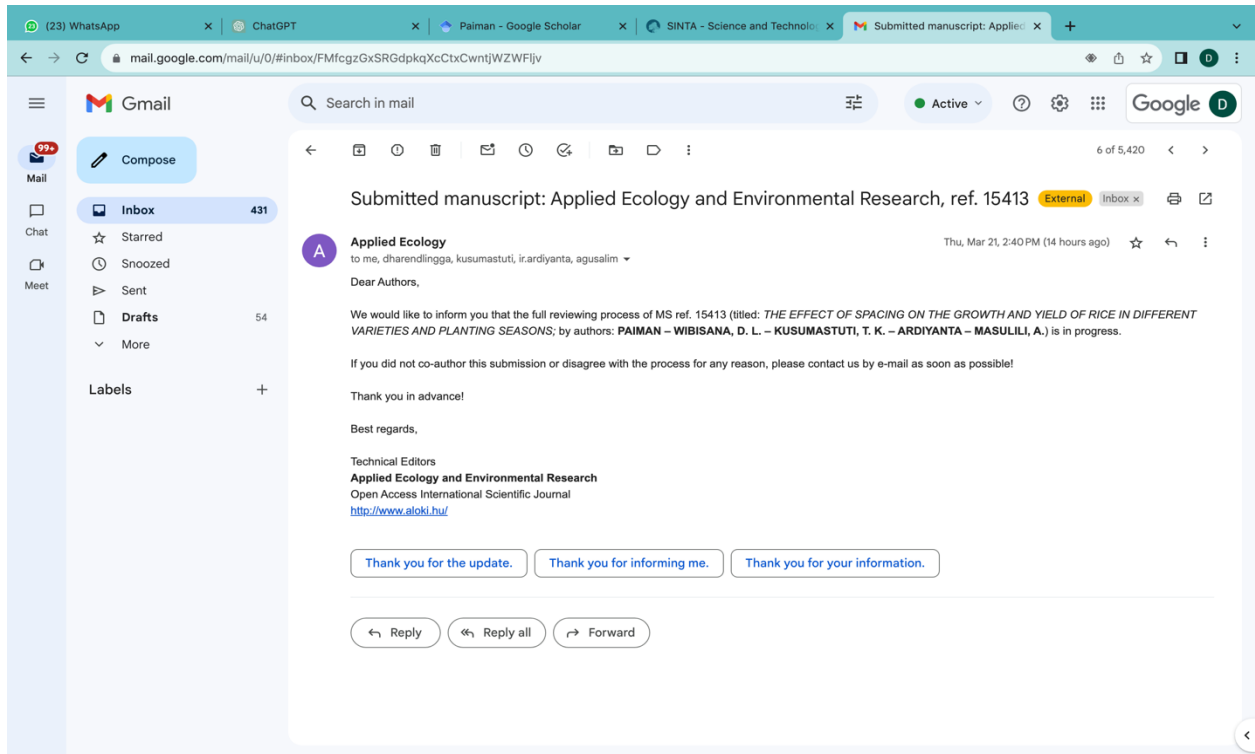 (23) WhatsApp
ChatGPT
Paiman - Google Scholar
SINTA - Science and Technolo
Submitted manuscript: Applied
mail.google.com/mail/u/0/#inbox/FMfcgzGxSRGdpkqXcCtxCwntjWZWFljv
D
Gmail
Search in mail
Active
Google
D
99+
Mail
Chat
Meet
Compose
Inbox 431
Starred
Snoozed
Sent
Drafts 54
More
Labels
6 of 5,420
Submitted manuscript: Applied Ecology and Environmental Research, ref. 15413 External Inbox x
A
Applied Ecology Thu, Mar 21, 2:40 PM (14 hours ago)
to me, dharendlingga, kusumastuti, ir.ardiyanta, agusalim
Dear Authors,
We would like to inform you that the full reviewing process of MS ref. 15413 (titled: THE EFFECT OF SPACING ON THE GROWTH AND YIELD OF RICE IN DIFFERENT
VARIETIES AND PLANTING SEASONS; by authors: PAIMAN – WIBISANA, D. L. – KUSUMASTUTI, T. K. – ARDIYANTA – MASULILI, A.) is in progress.
If you did not co-author this submission or disagree with the process for any reason, please contact us by e-mail as soon as possible!
Thank you in advance!
Best regards,
Technical Editors
Applied Ecology and Environmental Research
Open Access International Scientific Journal
http://www.aloki.hu/
Thank you for the update. Thank you for informing me. Thank you for your information.
Reply Reply all Forward